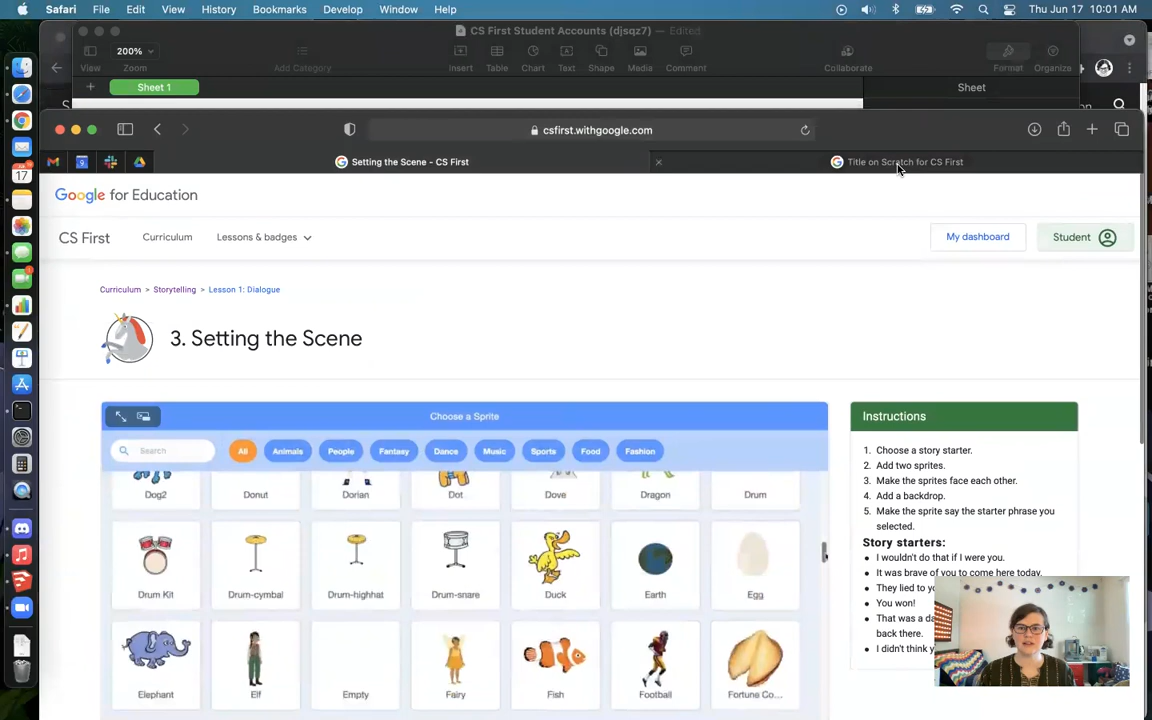 Safari File Edit View History Bookmarks Develop Window Help Thu Jun 17 10:01 AM
CS First Student Accounts (djsqz7) — Edited
200%
View Zoom Add Category Insert Table Chart Text Shape Media Comment Collaborate Format Organize
Sheet 1 Sheet
csfirst.withgoogle.com
Setting the Scene - CS First Title on Scratch for CS First
Google for Education
CS First Curriculum Lessons & badges My dashboard Student
Curriculum > Storytelling > Lesson 1: Dialogue
3. Setting the Scene
Choose a Sprite
Search All Animals People Fantasy Dance Music Sports Food Fashion
Dog2 Donut Dorian Dot Dove Dragon Drum
Drum Kit Drum-cymbal Drum-highhat Drum-snare Duck Earth Egg
Elephant Elf Empty Fairy Fish Football Fortune Co...
Instructions
1. Choose a story starter.
2. Add two sprites.
3. Make the sprites face each other.
4. Add a backdrop.
5. Make the sprite say the starter phrase you
selected.
Story starters:
• I wouldn't do that if I were you.
• It was brave of you to come here today.
• They lied to
• You won!
• That was a
back there.
• I didn't think